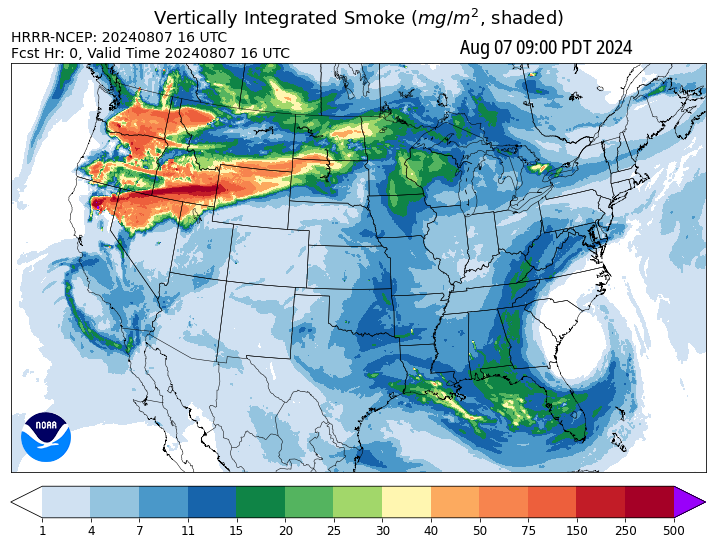 Vertically Integrated Smoke (mg/m², shaded)
HRRR-NCEP: 20240807 16 UTC
Fcst Hr: 0, Valid Time 20240807 16 UTC
Aug 07 09:00 PDT 2024
NOAA
1 4 7 11 15 20 25 30 40 50 75 150 250 500